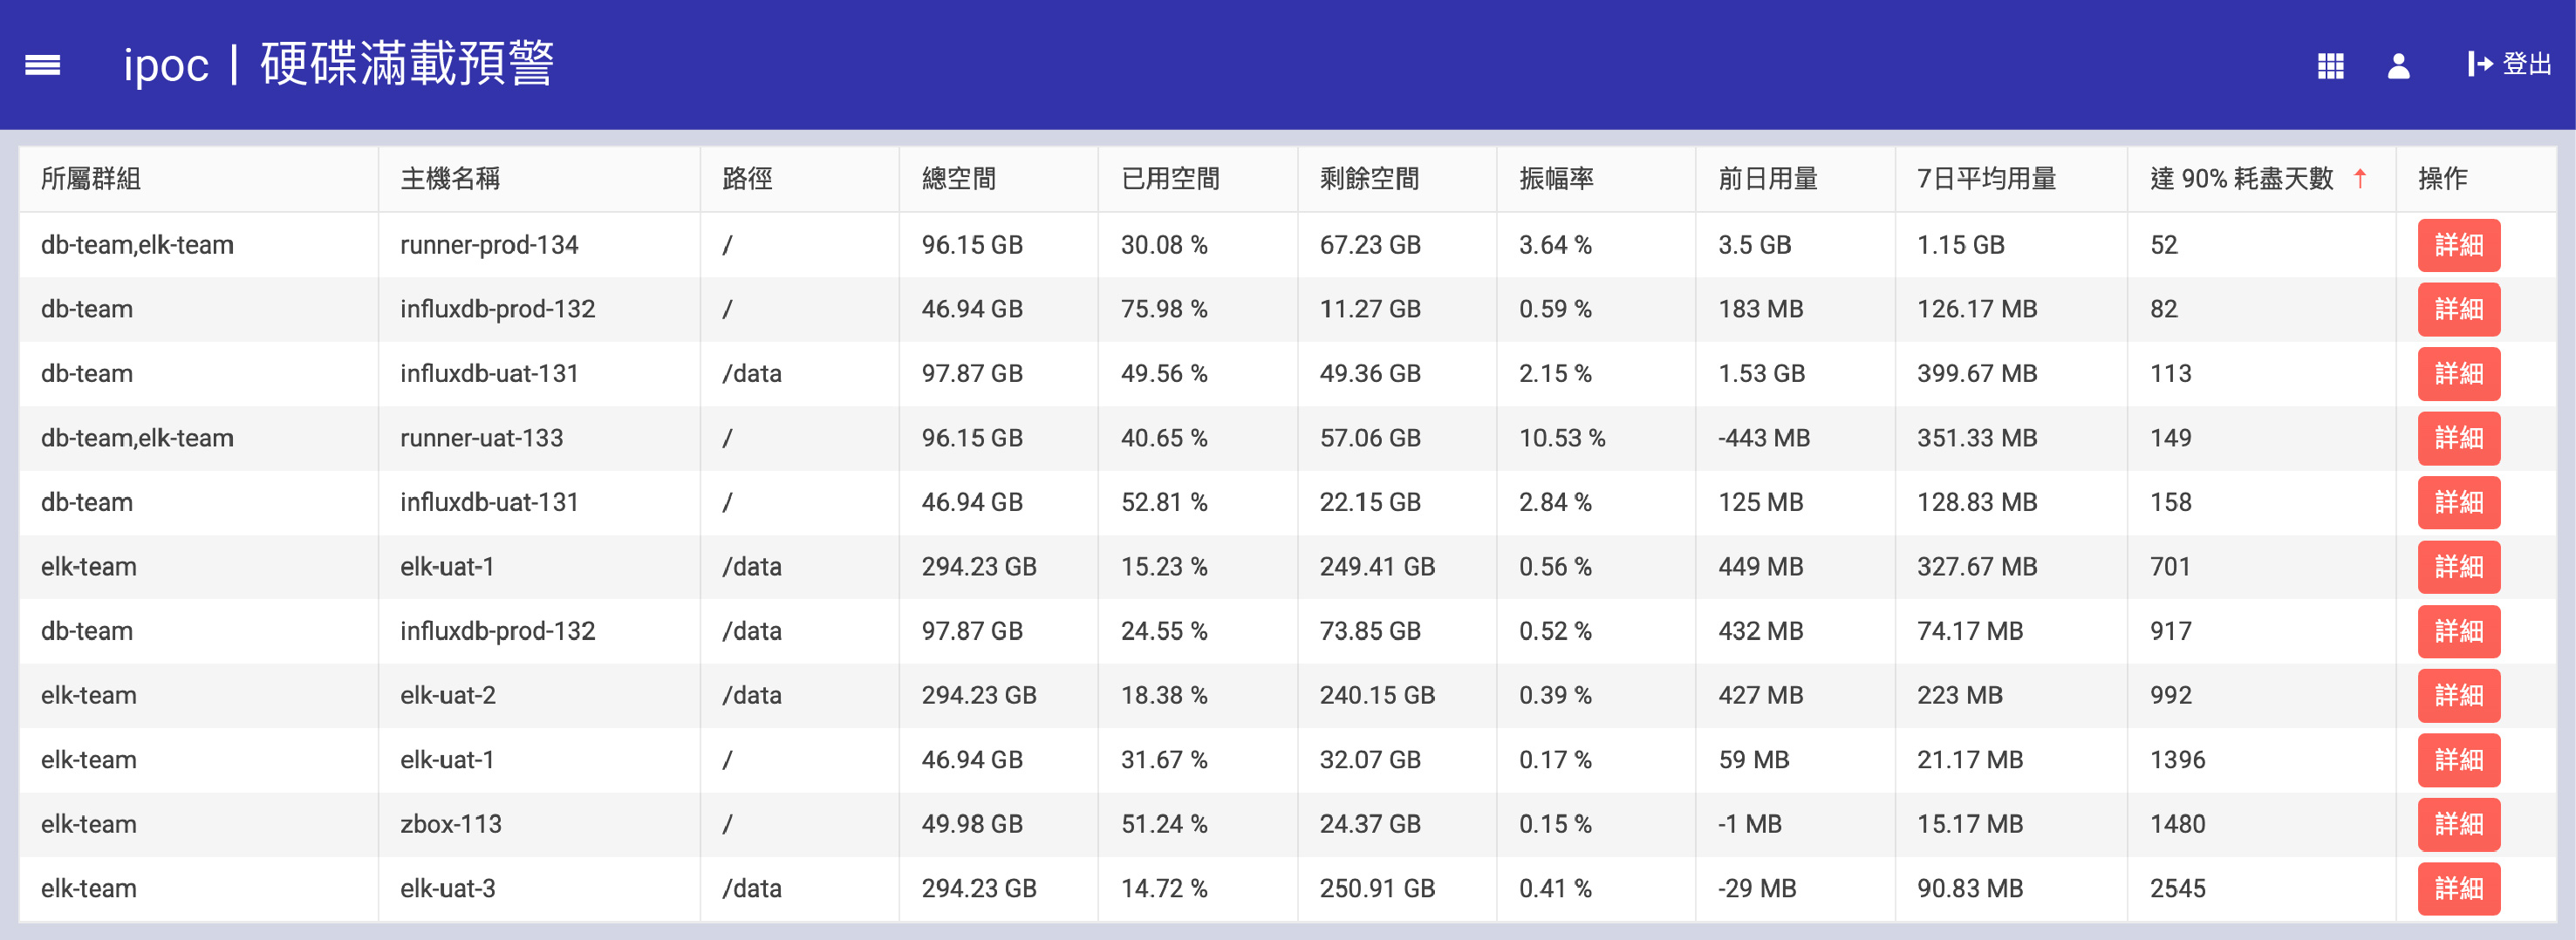 ipoc | 硬碟滿載預警
登出
所屬群組 主機名稱 路徑 總空間 已用空間 剩餘空間 振幅率 前日用量 7日平均用量 達 90% 耗盡天數 ↑ 操作
db-team,elk-team runner-prod-134 / 96.15 GB 30.08 % 67.23 GB 3.64 % 3.5 GB 1.15 GB 52 詳細
db-team influxdb-prod-132 / 46.94 GB 75.98 % 11.27 GB 0.59 % 183 MB 126.17 MB 82 詳細
db-team influxdb-uat-131 /data 97.87 GB 49.56 % 49.36 GB 2.15 % 1.53 GB 399.67 MB 113 詳細
db-team,elk-team runner-uat-133 / 96.15 GB 40.65 % 57.06 GB 10.53 % -443 MB 351.33 MB 149 詳細
db-team influxdb-uat-131 / 46.94 GB 52.81 % 22.15 GB 2.84 % 125 MB 128.83 MB 158 詳細
elk-team elk-uat-1 /data 294.23 GB 15.23 % 249.41 GB 0.56 % 449 MB 327.67 MB 701 詳細
db-team influxdb-prod-132 /data 97.87 GB 24.55 % 73.85 GB 0.52 % 432 MB 74.17 MB 917 詳細
elk-team elk-uat-2 /data 294.23 GB 18.38 % 240.15 GB 0.39 % 427 MB 223 MB 992 詳細
elk-team elk-uat-1 / 46.94 GB 31.67 % 32.07 GB 0.17 % 59 MB 21.17 MB 1396 詳細
elk-team zbox-113 / 49.98 GB 51.24 % 24.37 GB 0.15 % -1 MB 15.17 MB 1480 詳細
elk-team elk-uat-3 /data 294.23 GB 14.72 % 250.91 GB 0.41 % -29 MB 90.83 MB 2545 詳細